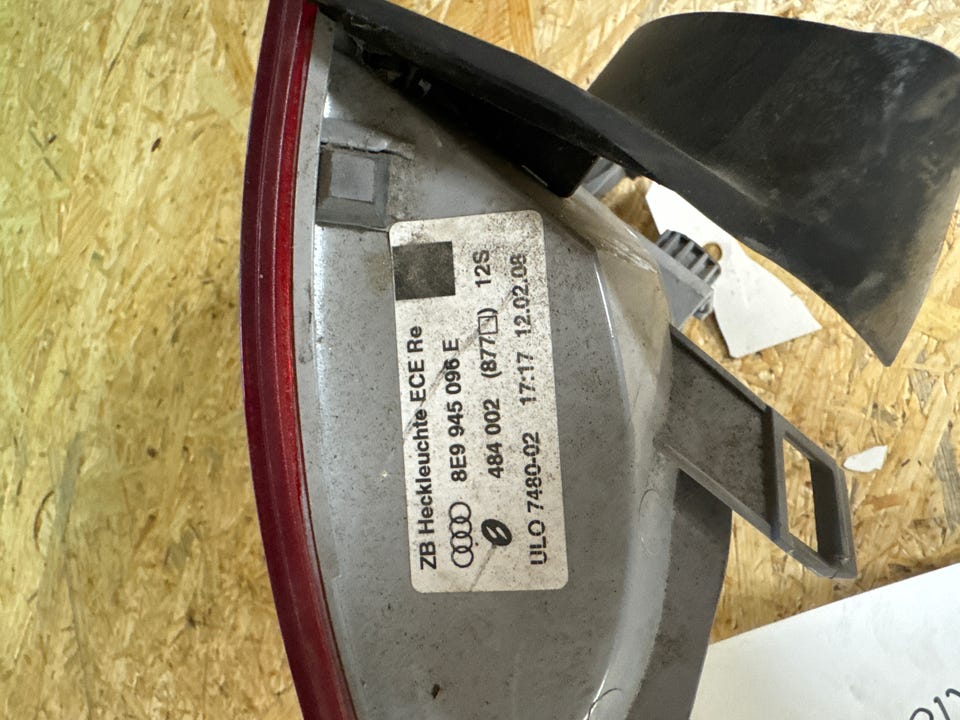 ZB Heckleuchte ECE Re
8E9 945 096 E
484 002 (877) 12S
ULO 7480-02 17:17 12.02.08